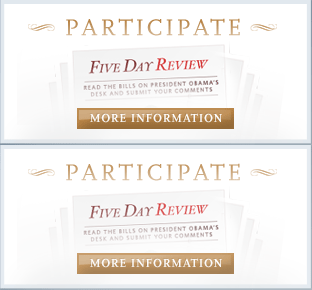 PARTICIPATE
FIVE DAY REVIEW
READ THE BILLS ON PRESIDENT OBAMA'S
DESK AND SUBMIT YOUR COMMENTS
MORE INFORMATION
PARTICIPATE
FIVE DAY REVIEW
READ THE BILLS ON PRESIDENT OBAMA'S
DESK AND SUBMIT YOUR COMMENTS
MORE INFORMATION